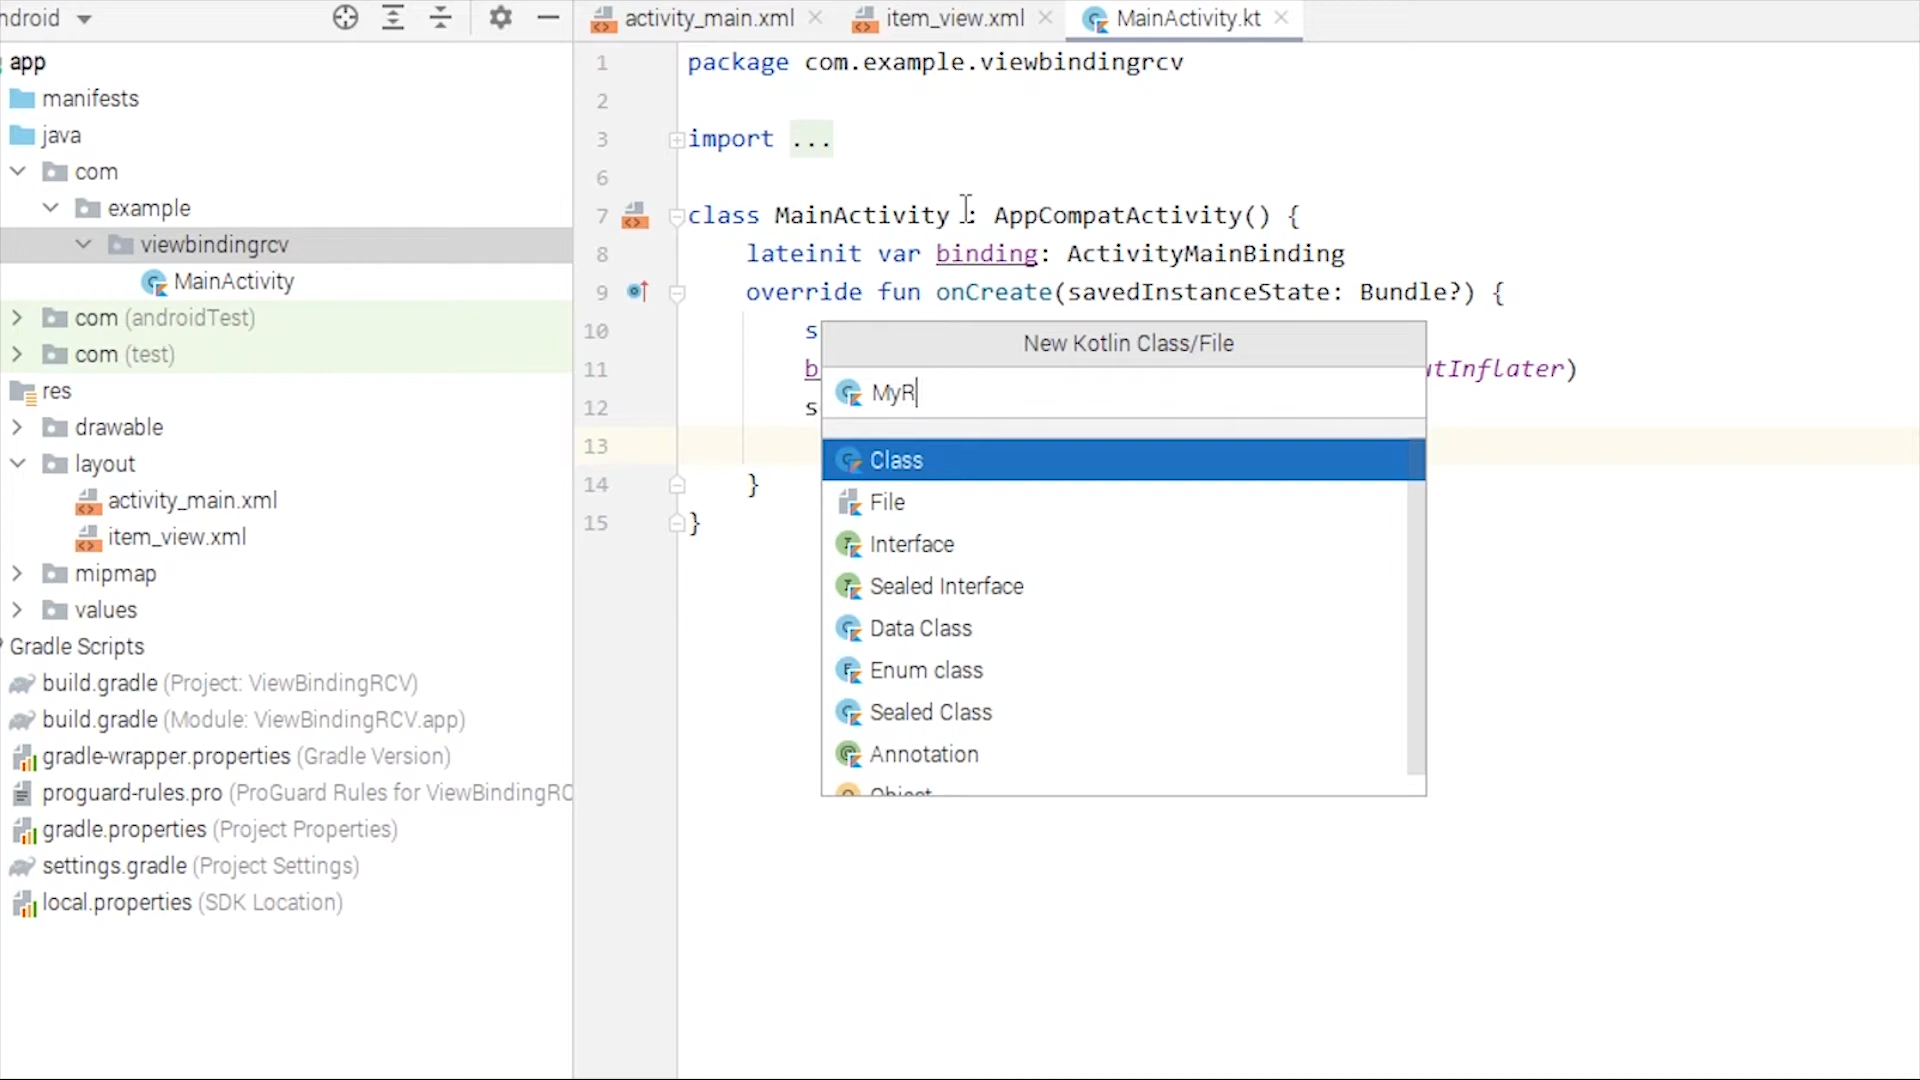 ndroid
activity_main.xml
item_view.xml
MainActivity.kt
app
manifests
java
com
example
viewbindingrcv
MainActivity
com (androidTest)
com (test)
res
drawable
layout
activity_main.xml
item_view.xml
mipmap
values
Gradle Scripts
build.gradle (Project: ViewBindingRCV)
build.gradle (Module: ViewBindingRCV.app)
gradle-wrapper.properties (Gradle Version)
proguard-rules.pro (ProGuard Rules for ViewBindingRC
gradle.properties (Project Properties)
settings.gradle (Project Settings)
local.properties (SDK Location)
1 package com.example.viewbindingrcv
2
3 import ...
6
7 class MainActivity : AppCompatActivity() {
8 lateinit var binding: ActivityMainBinding
9 override fun onCreate(savedInstanceState: Bundle?) {
10 s
11 b utInflater)
12 s
13
14 }
15 }
New Kotlin Class/File
MyR
Class
File
Interface
Sealed Interface
Data Class
Enum class
Sealed Class
Annotation
Object